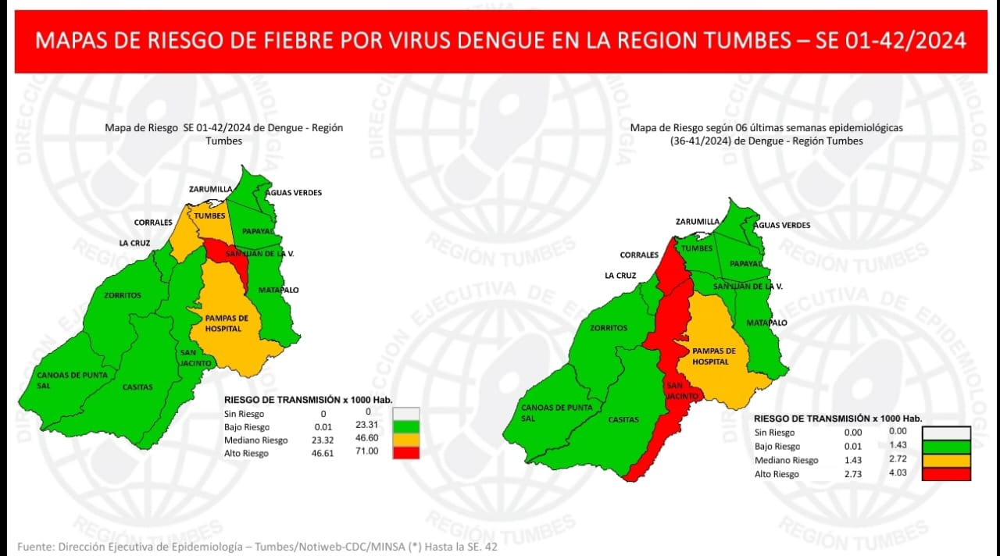 MAPAS DE RIESGO DE FIEBRE POR VIRUS DENGUE EN LA REGION TUMBES – SE 01-42/2024
Mapa de Riesgo SE 01-42/2024 de Dengue - Región
Tumbes
ZARUMILLA
AGUAS VERDES
TUMBES
CORRALES
PAPAYAL
LA CRUZ
SAN JUAN DE LA V.
MATAPALO
ZORRITOS
PAMPAS DE
HOSPITAL
SAN
JACINTO
CANOAS DE PUNTA
SAL
CASITAS
RIESGO DE TRANSMISIÓN x 1000 Hab.
Sin Riesgo 0 0
Bajo Riesgo 0.01 23.31
Mediano Riesgo 23.32 46.60
Alto Riesgo 46.61 71.00
Mapa de Riesgo según 06 últimas semanas epidemiológicas
(36-41/2024) de Dengue - Región Tumbes
ZARUMILLA
AGUAS VERDES
TUMBES
CORRALES
PAPAYAL
LA CRUZ
SAN JUAN DE LA V.
MATAPALO
ZORRITOS
PAMPAS DE
HOSPITAL
SAN
JACINTO
CANOAS DE PUNTA
SAL
CASITAS
RIESGO DE TRANSMISIÓN x 1000 Hab.
Sin Riesgo 0.00 0.00
Bajo Riesgo 0.01 1.43
Mediano Riesgo 1.43 2.72
Alto Riesgo 2.73 4.03
Fuente: Dirección Ejecutiva de Epidemiología – Tumbes/Notiweb-CDC/MINSA (*) Hasta la SE. 42
DIRECCION EJECUTIVA DE EPIDEMIOLOGÍA
REGIÓN TUMBES